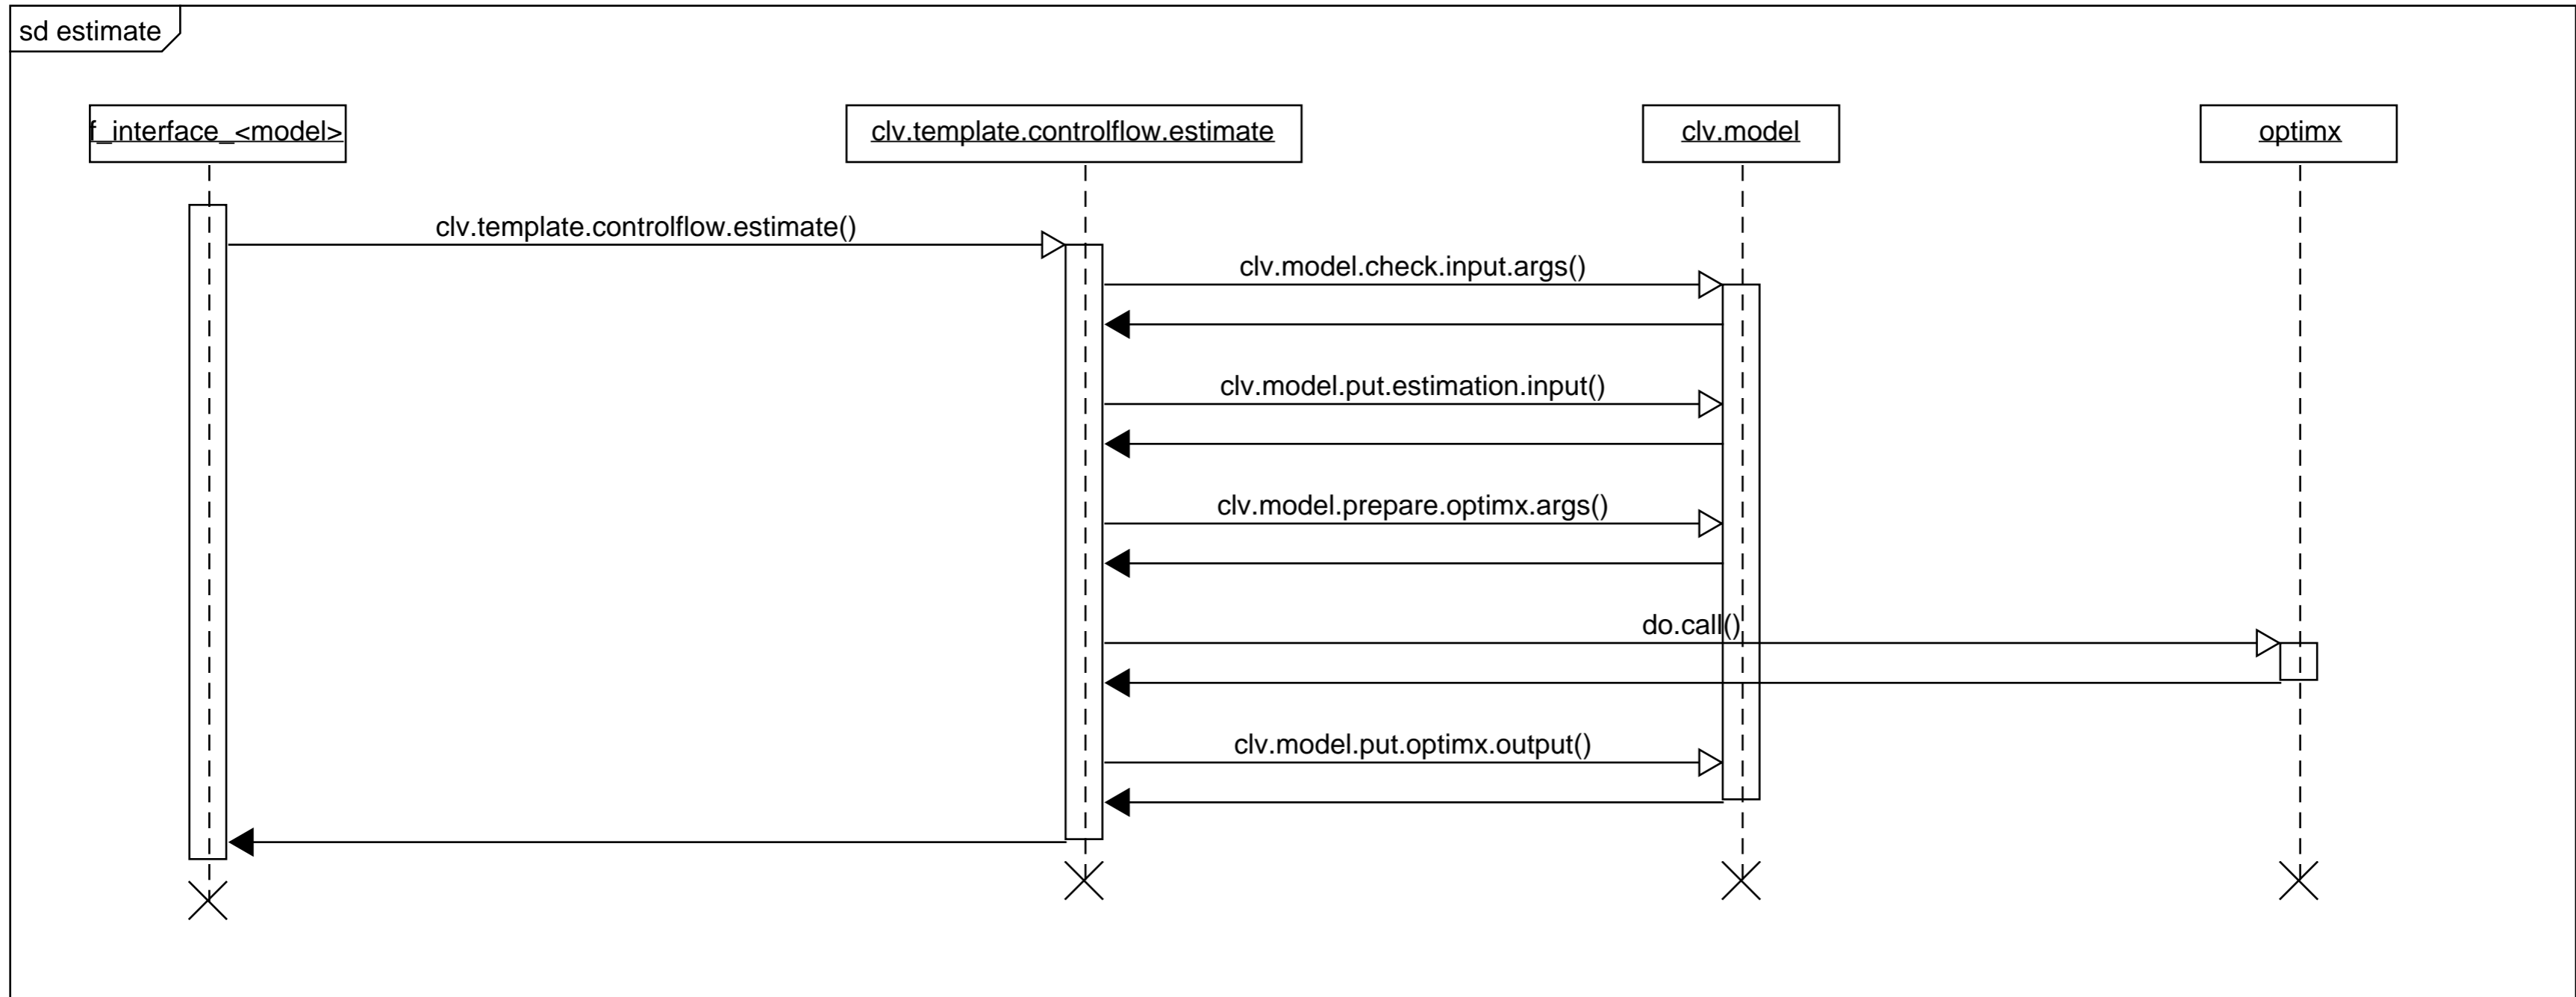 sd estimate
f_interface_<model>
clv.template.controlflow.estimate
clv.model
optimx
clv.template.controlflow.estimate()
clv.model.check.input.args()
clv.model.put.estimation.input()
clv.model.prepare.optimx.args()
do.call()
clv.model.put.optimx.output()